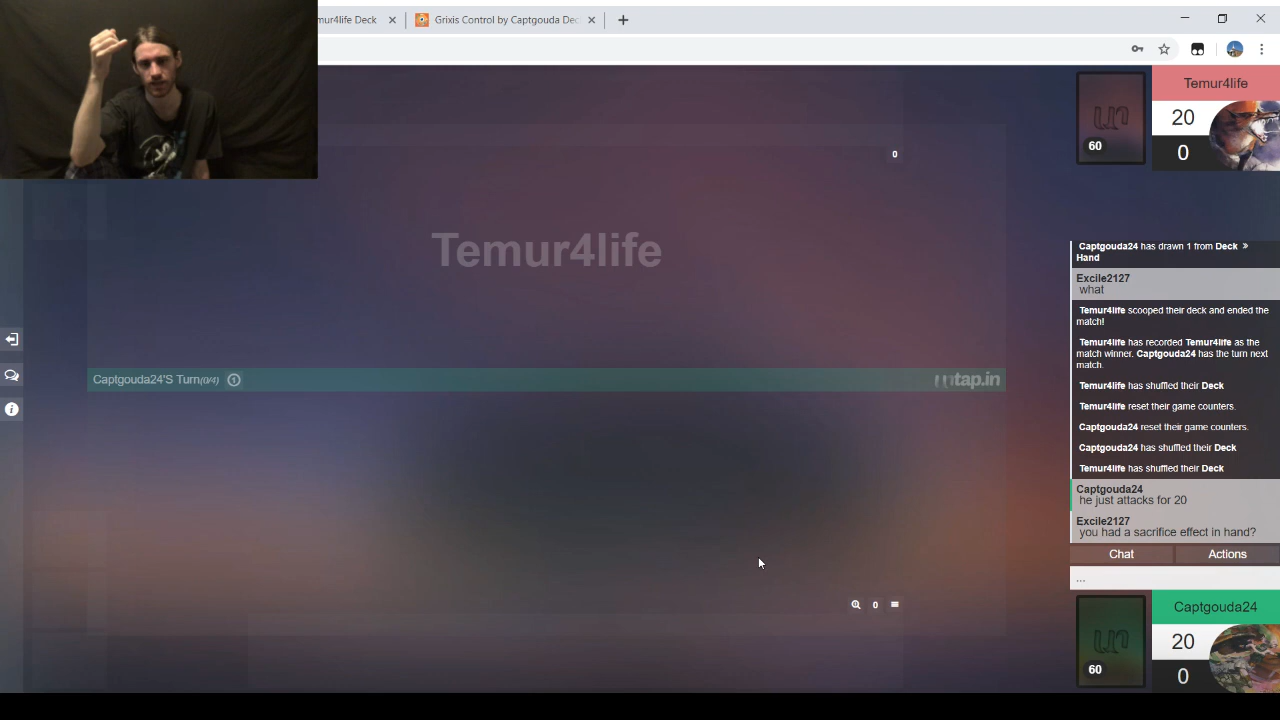 mur4life Deck
Grixis Control by Captgouda Dec
Temur4life
20
0
60
0
Temur4life
Captgouda24 has drawn 1 from Deck »
Hand
Excile2127
what
Temur4life scooped their deck and ended the
match!
Temur4life has recorded Temur4life as the
match winner. Captgouda24 has the turn next
match.
Temur4life has shuffled their Deck
Temur4life reset their game counters.
Captgouda24 reset their game counters.
Captgouda24 has shuffled their Deck
Temur4life has shuffled their Deck
Captgouda24
he just attacks for 20
Excile2127
you had a sacrifice effect in hand?
Chat Actions
...
Captgouda24'S Turn(0/4) 1
tap.in
0
Captgouda24
20
0
60